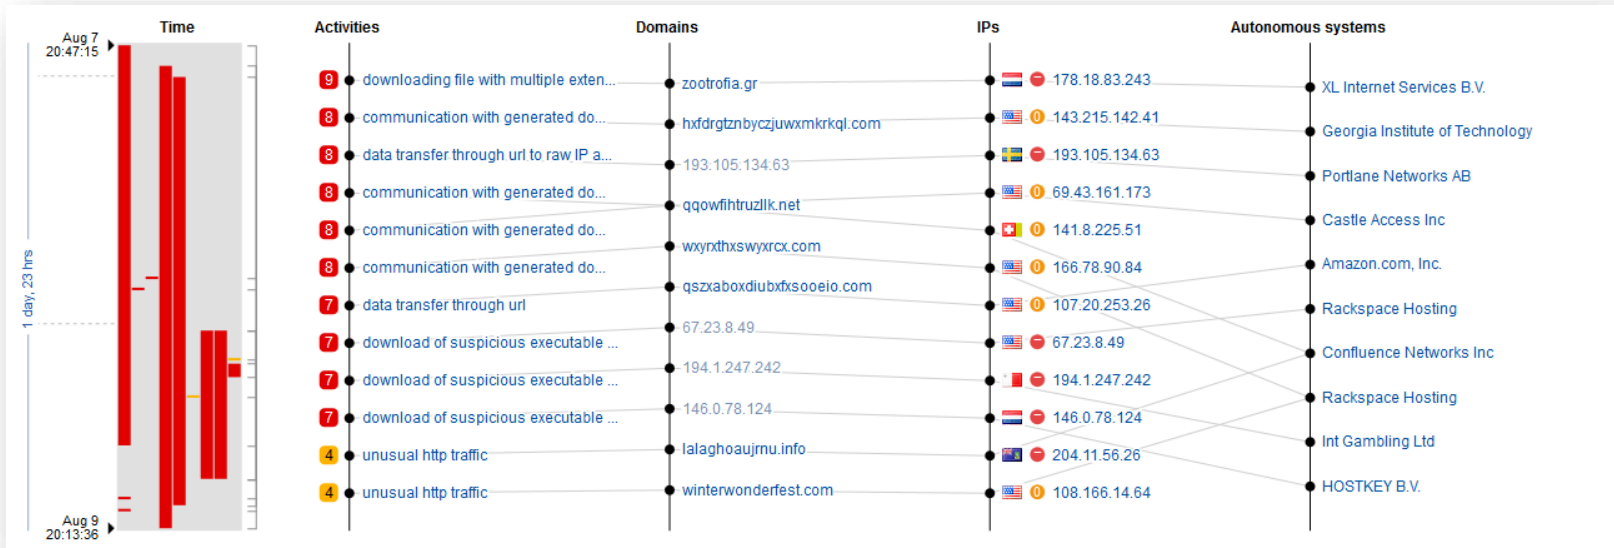 Time Activities Domains IPs Autonomous systems
Aug 7
20:47:15
9 downloading file with multiple exten... zootrofia.gr 178.18.83.243 XL Internet Services B.V.
8 communication with generated do... hxfdrgtznbyczjuwxmkrkql.com 0 143.215.142.41 Georgia Institute of Technology
8 data transfer through url to raw IP a... 193.105.134.63 193.105.134.63 Portlane Networks AB
8 communication with generated do... qqowfihtruzllk.net 0 69.43.161.173 Castle Access Inc
8 communication with generated do... wxyrxthxswyxrcx.com 0 141.8.225.51 Amazon.com, Inc.
8 communication with generated do... qszxaboxdiubxfxsooeio.com 0 166.78.90.84 Rackspace Hosting
7 data transfer through url 67.23.8.49 0 107.20.253.26 Confluence Networks Inc
7 download of suspicious executable ... 194.1.247.242 67.23.8.49 Rackspace Hosting
7 download of suspicious executable ... 146.0.78.124 194.1.247.242 Int Gambling Ltd
7 download of suspicious executable ... lalaghoaujrnu.info 146.0.78.124 HOSTKEY B.V.
4 unusual http traffic winterwonderfest.com 204.11.56.26
4 unusual http traffic 0 108.166.14.64
1 day, 23 hrs
Aug 9
20:13:36